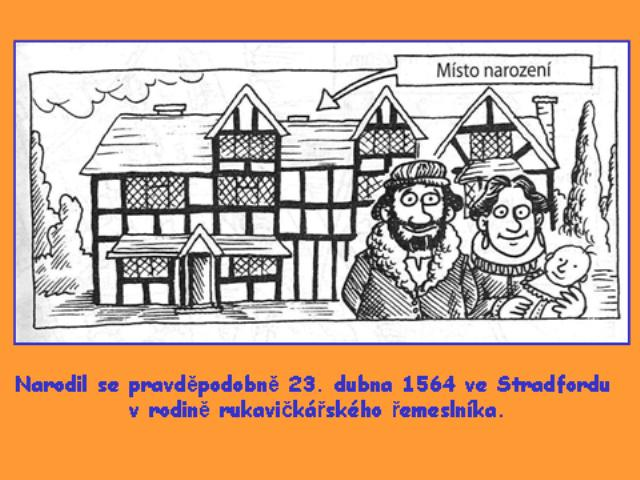 Místo narození
Narodil se pravděpodobně 23. dubna 1564 ve Stradfordu
v rodině rukavičkářského řemeslníka.